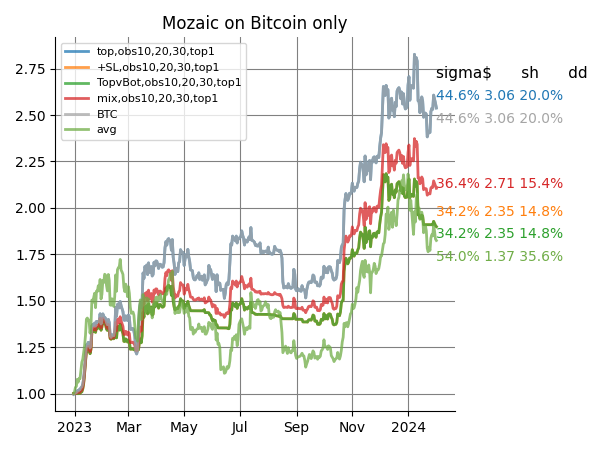 Mozaic on Bitcoin only
top,obs10,20,30,top1
+SL,obs10,20,30,top1
TopvBot,obs10,20,30,top1
mix,obs10,20,30,top1
BTC
avg
sigma$ sh dd
44.6% 3.06 20.0%
44.6% 3.06 20.0%
36.4% 2.71 15.4%
34.2% 2.35 14.8%
34.2% 2.35 14.8%
54.0% 1.37 35.6%
2.75
2.50
2.25
2.00
1.75
1.50
1.25
1.00
2023 Mar May Jul Sep Nov 2024